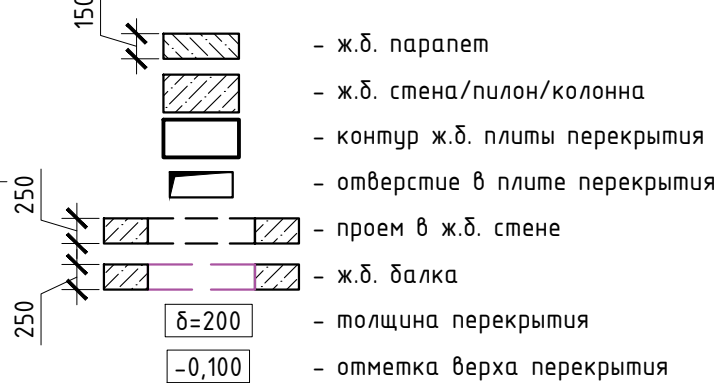 150
– ж.б. парапет
– ж.б. стена/пилон/колонна
– контур ж.б. плиты перекрытия
– отверстие в плите перекрытия
250
– проем в ж.б. стене
250
– ж.б. балка
δ=200 – толщина перекрытия
-0,100 – отметка верха перекрытия